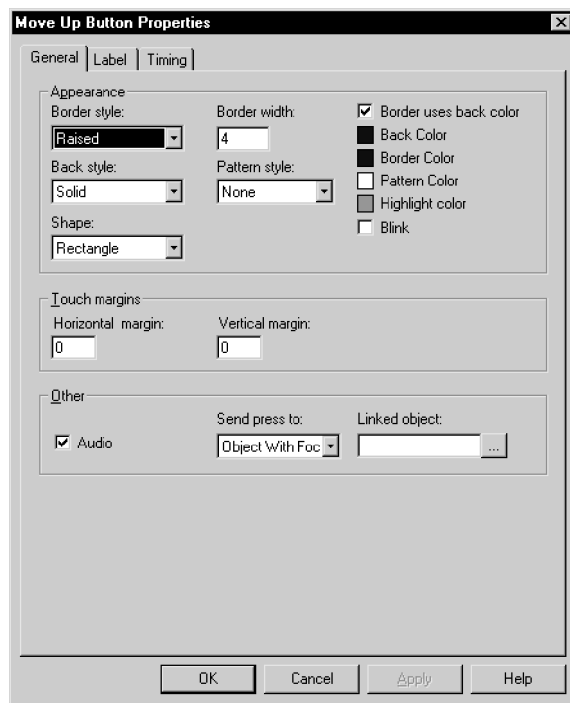 Move Up Button Properties
General Label Timing
Appearance
Border style: Border width: Border uses back color
Raised 4 Back Color
Border Color
Back style: Pattern style: Pattern Color
Solid None Highlight color
Shape: Blink
Rectangle
Touch margins
Horizontal margin: Vertical margin:
0 0
Other
Send press to: Linked object:
Audio Object With Foc ...
OK Cancel Apply Help